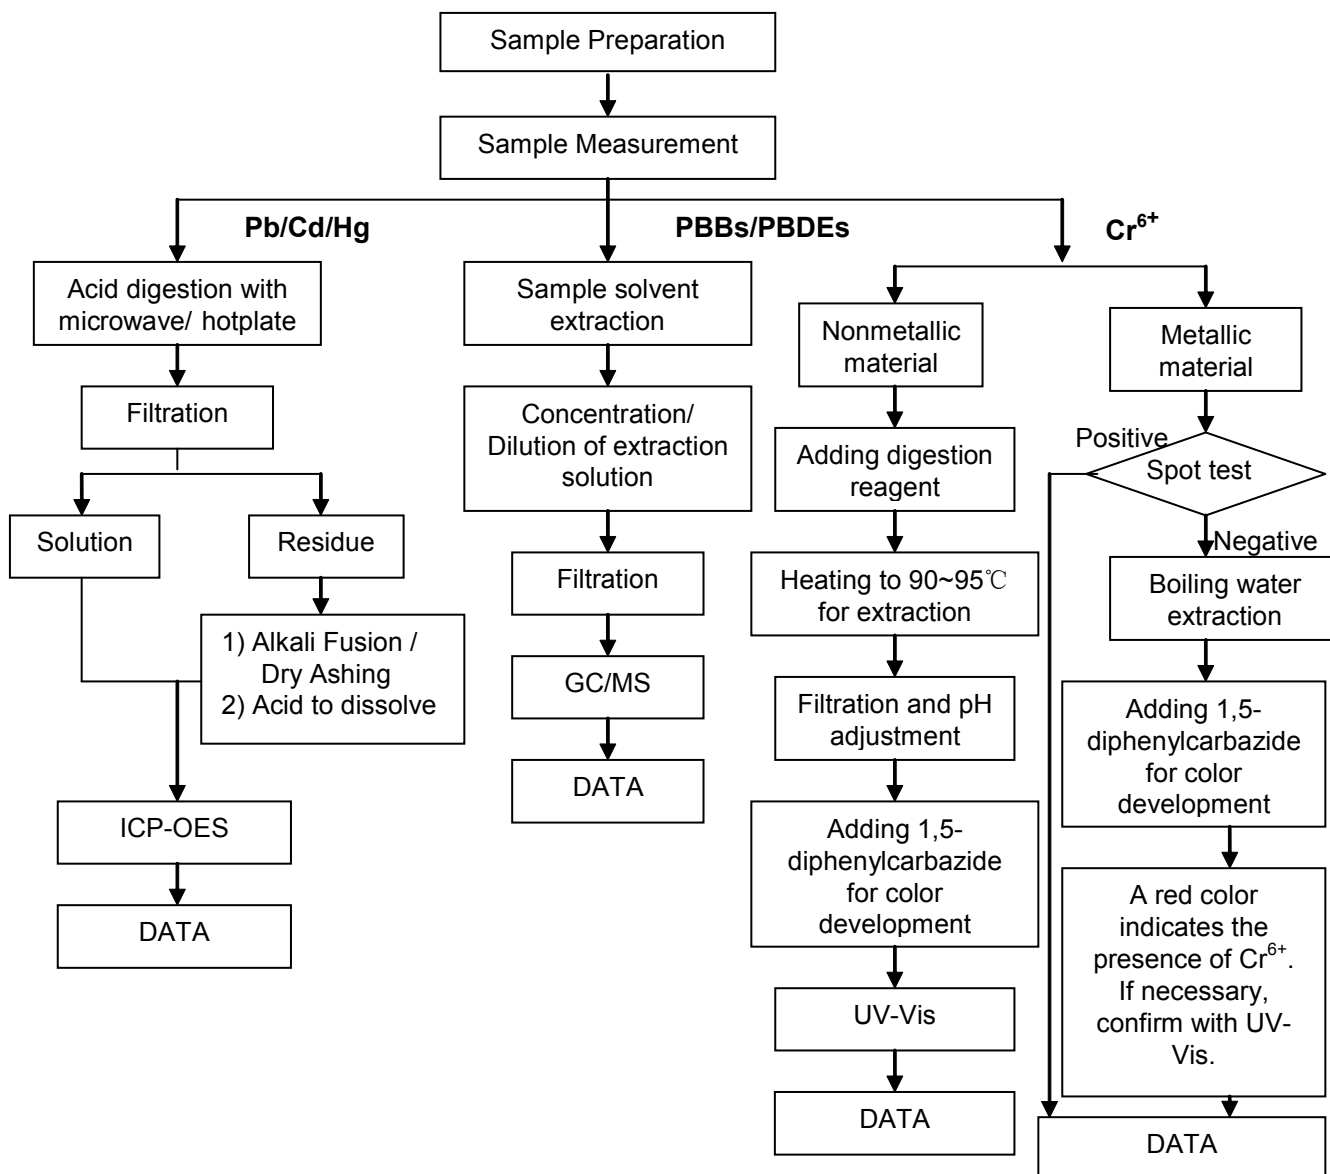 Sample Preparation
Sample Measurement
Pb/Cd/Hg
PBBs/PBDEs
Cr⁶⁺
Acid digestion with
microwave/ hotplate
Filtration
Solution
Residue
1) Alkali Fusion /
Dry Ashing
2) Acid to dissolve
ICP-OES
DATA
Sample solvent
extraction
Concentration/
Dilution of extraction
solution
Filtration
GC/MS
DATA
Nonmetallic
material
Adding digestion
reagent
Heating to 90~95℃
for extraction
Filtration and pH
adjustment
Adding 1,5-
diphenylcarbazide
for color
development
UV-Vis
DATA
Metallic
material
Positive
Spot test
Negative
Boiling water
extraction
Adding 1,5-
diphenylcarbazide
for color
development
A red color
indicates the
presence of Cr⁶⁺.
If necessary,
confirm with UV-
Vis.
DATA